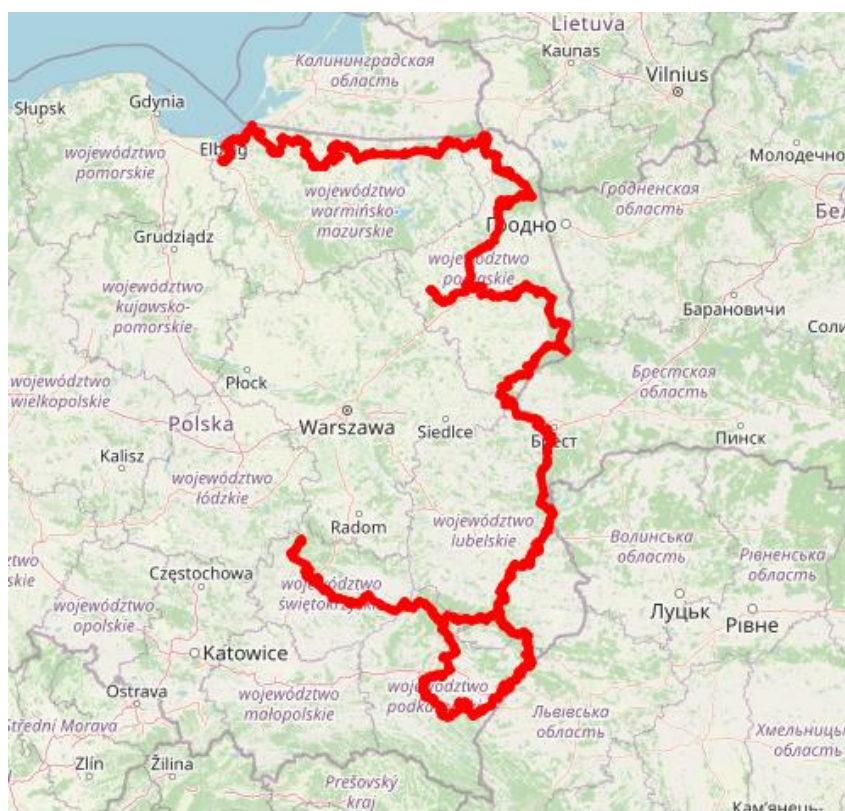 Lietuva
Kaunas
Калининградская
область
Vilnius
Słupsk
Gdynia
Elbląg
województwo
pomorskie
Молодечно
województwo
warmińsko-
mazurskie
Гродненская
область
Гродно
Бел
Grudziądz
województwo
podlaskie
województwo
kujawsko-
pomorskie
Барановичи
Соли
Płock
województwo
wielkopolskie
Брестская
область
Polska
Warszawa
Siedlce
Брест
Пинск
Kalisz
województwo
łódzkie
Radom
województwo
lubelskie
Волинська
область
Рівненська
область
Częstochowa
województwo
świętokrzyskie
województwo
opolskie
Луцьк
Рівне
Katowice
Ostrava
województwo
małopolskie
województwo
Львівська
область
Střední Morava
Хмельниць
область
Zlín
Žilina
Prešovský
kraj
Кам'янець-